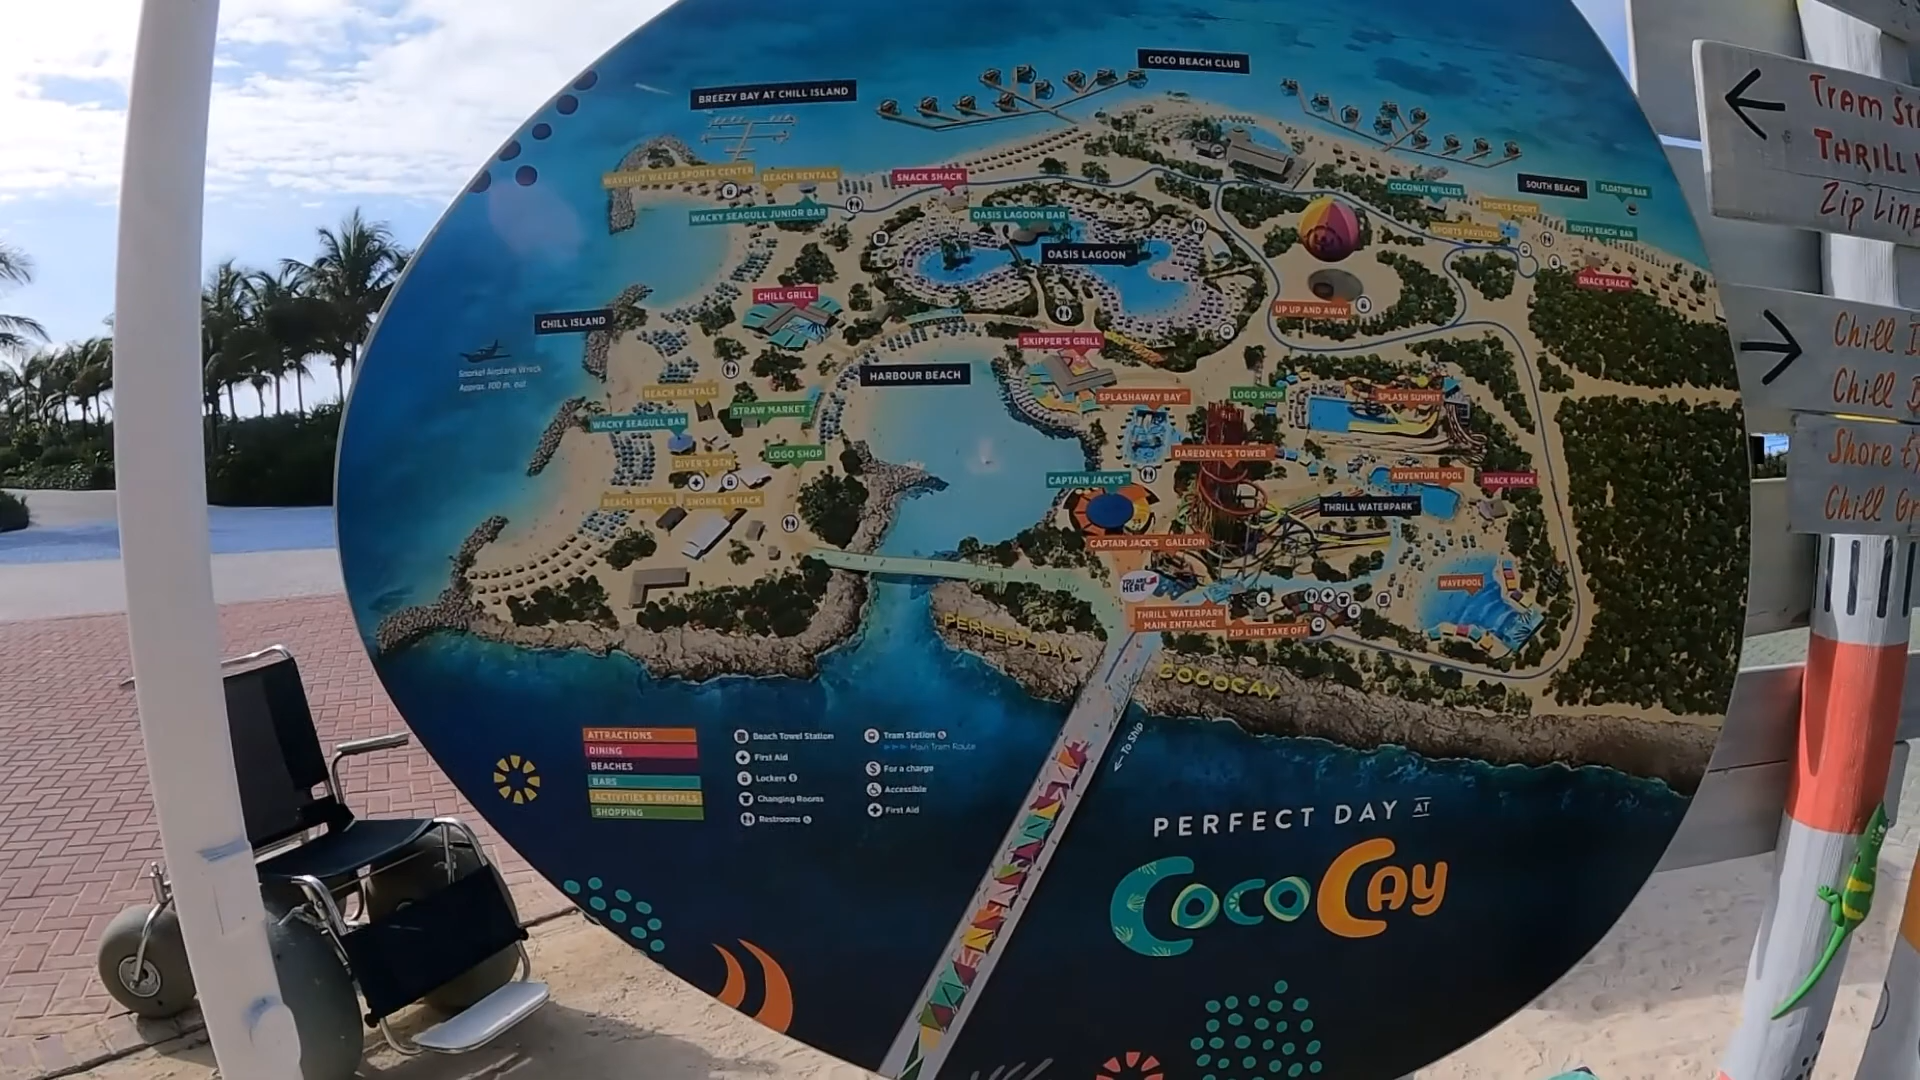 COCO BEACH CLUB
BREEZY BAY AT CHILL ISLAND
WAVEHUT WATER SPORTS CENTER
BEACH RENTALS
SNACK SHACK
WACKY SEAGULL JUNIOR BAR
OASIS LAGOON BAR
OASIS LAGOON
COCONUT WILLIES
SOUTH BEACH
FLOATING BAR
SPORTS COURT
SPORTS PAVILION
SOUTH BEACH BAR
SNACK SHACK
CHILL GRILL
UP UP AND AWAY
CHILL ISLAND
Snorkel Airplane Wreck
Approx. 100 m. out
SKIPPER'S GRILL
HARBOUR BEACH
BEACH RENTALS
STRAW MARKET
SPLASHAWAY BAY
LOGO SHOP
SPLASH SUMMIT
WACKY SEAGULL BAR
LOGO SHOP
DIVER'S DEN
DAREDEVIL'S TOWER
CAPTAIN JACK'S
ADVENTURE POOL
SNACK SHACK
BEACH RENTALS
SNORKEL SHACK
THRILL WATERPARK
CAPTAIN JACK'S GALLEON
YOU ARE
HERE
WAVEPOOL
THRILL WATERPARK
MAIN ENTRANCE
ZIP LINE TAKE OFF
PERFECT DAY
COCOCAY
To Ship
ATTRACTIONS
DINING
BEACHES
BARS
ACTIVITIES & RENTALS
SHOPPING
Beach Towel Station
First Aid
Lockers $
Changing Rooms
Restrooms
Tram Station
Main Tram Route
For a charge
Accessible
First Aid
PERFECT DAY AT
COCOCAY
Tram
THRILL
Zip Line
Chill
Chill
Shore
Chill